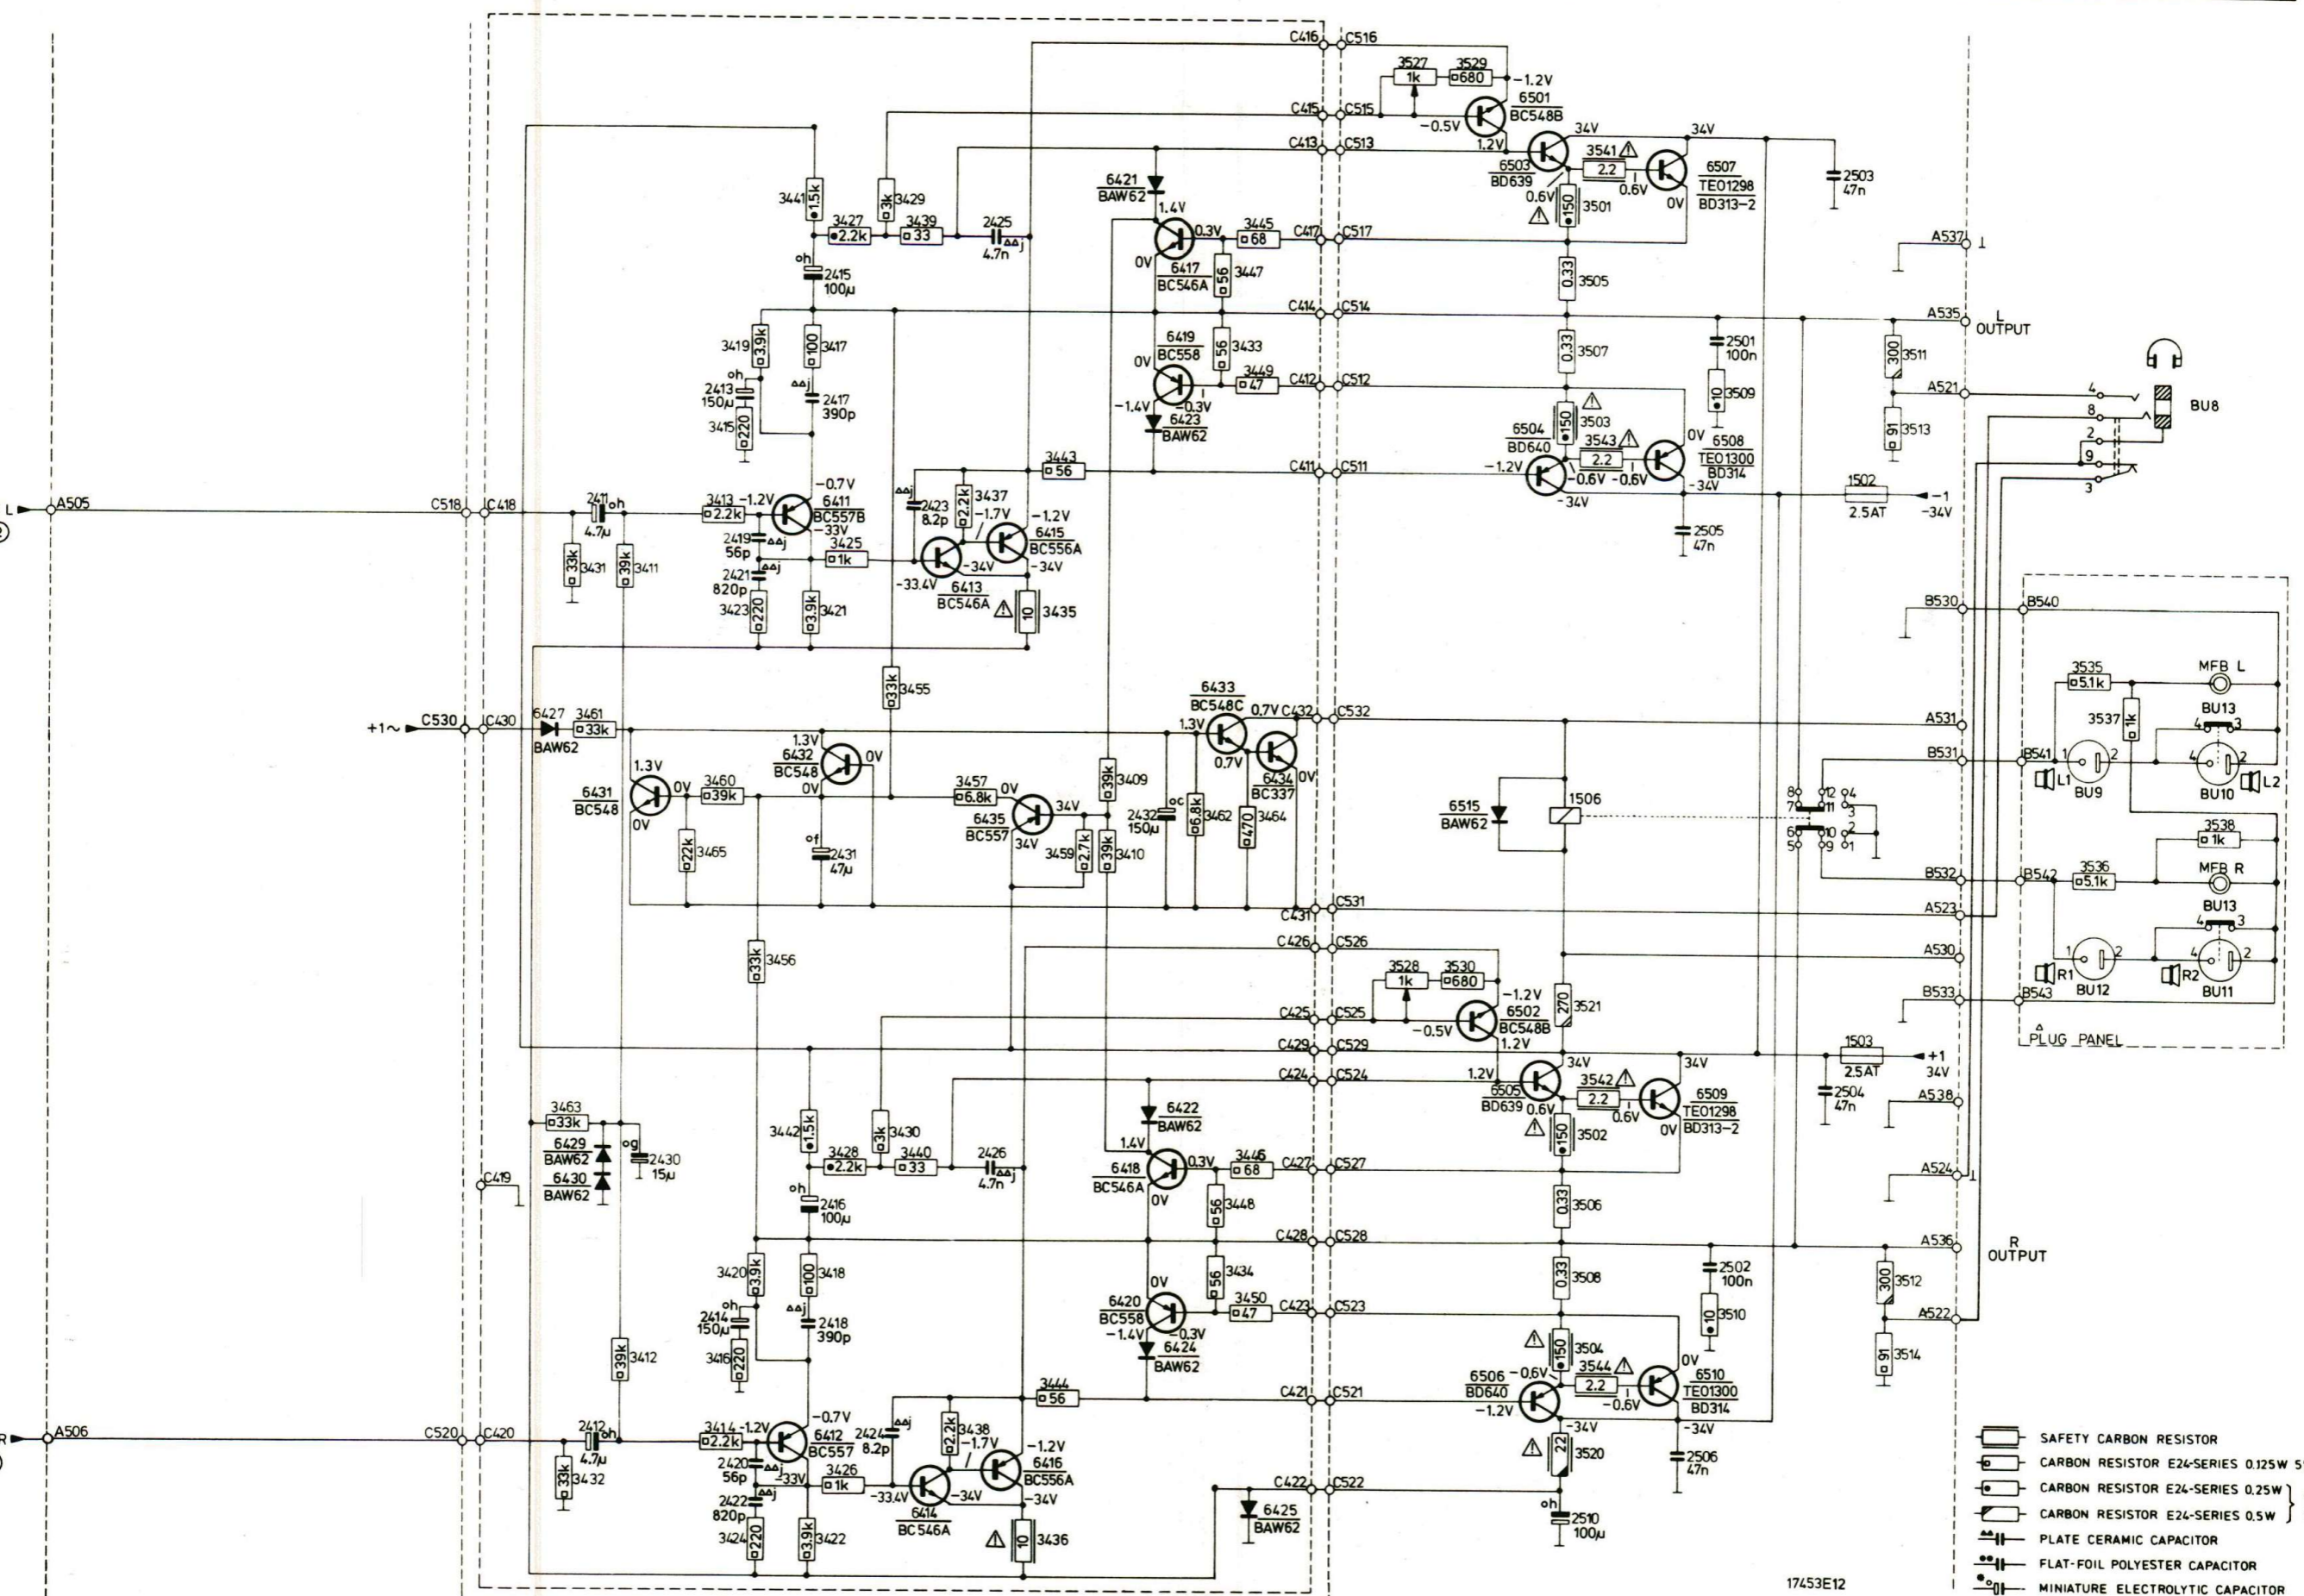 C416 C516
3527 3529
1k 680
-1.2V
6501
BC548B
C415 C515
-0.5V
C413 C513
1.2V
34V
34V
3541
2.2
6503
BD639
0.6V
0.6V
6507
TE01298
BD313-2
0V
2503
47n
3441
1.5k
3k
3429
3427
2.2k
3439
33
2425
j
4.7n
6421
BAW62
1.4V
0.3V
3445
68
C417 C517
150
3501
0V
6417
BC546A
56
3447
0.33
3505
A537
h
2415
100µ
C414 C514
A535
L
OUTPUT
3419
3.9k
100
3417
6419
BC558
0V
56
3433
0.33
3507
2501
100n
300
3511
h
2413
150µ
j
2417
390p
3449
47
C412 C512
-1.4V
-0.3V
6423
BAW62
10
3509
A521
4
8
2
9
3
BU8
3415
220
150
3503
6504
BD640
3543
2.2
-1.2V
-0.6V -0.6V
0V
6508
TE01300
BD314
-34V
-34V
91
3513
3443
56
C411 C511
1502
2.5AT
-1
-34V
2505
47n
L
A505
C518 C418
2411
h
4.7µ
3413
2.2k
-1.2V
-0.7V
6411
BC557B
-33V
j
2423
8.2p
2.2k
3437
-1.7V
-1.2V
6415
BC556A
-34V
-34V
33k
3431
39k
3411
2419
56p
j
j
2421
820p
3425
1k
-33.4V
6413
BC546A
3423
220
3.9k
3421
10
3435
B530 B540
33k
3455
3535
5.1k
MFB L
3537
1k
BU13
4 3
+1~
C530 C430
6427
BAW62
3461
33k
6433
BC548C
1.3V
0.7V
0.7V
C432 C532
A531
6434
BC337
0V
B531 B541
1 2
L1
BU9
4 2
BU10
L2
1.3V
6431
BC548
0V
0V
3460
39k
1.3V
6432
BC548
0V
0V
3457
6.8k
0V
6435
BC557
34V
34V
39k
3409
c
2432
150µ
6.8k
3462
470
3464
6515
BAW62
1506
8 12 4
7 11 3
6 10 2
5 9 1
22k
3465
f
2431
47µ
3459
2.7k
39k
3410
3538
1k
B532 B542
3536
5.1k
MFB R
BU13
4 3
C431 C531
A523
33k
3456
C426 C526
A530
1 2
R1
BU12
4 2
R2
BU11
3528 3530
1k 680
-1.2V
6502
BC548B
-0.5V
1.2V
270
3521
B533 B543
PLUG PANEL
C425 C525
C429 C529
1503
2.5AT
+1
34V
C424 C524
1.2V
34V
34V
6505
BD639
0.6V
3542
2.2
0.6V
6509
TE01298
BD313-2
0V
2504
47n
A538
3463
33k
6429
BAW62
6430
BAW62
g
2430
15µ
C419
3442
1.5k
3k
3430
3428
2.2k
3440
33
2426
j
4.7n
6422
BAW62
1.4V
6418
BC546A
0V
0.3V
3446
68
C427 C527
150
3502
A524
h
2416
100µ
56
3448
0.33
3506
C428 C528
A536
R
OUTPUT
3420
3.9k
100
3418
0V
6420
BC558
-1.4V
-0.3V
56
3434
0.33
3508
2502
100n
300
3512
h
2414
150µ
j
2418
390p
3450
47
C423 C523
10
3510
A522
39k
3412
3416
220
6424
BAW62
150
3504
91
3514
3444
56
C421 C521
6506
BD640
-1.2V
-0.6V
3544
2.2
-0.6V
0V
6510
TE01300
BD314
-34V
-34V
R
A506
C520 C420
2412
h
4.7µ
3414
2.2k
-1.2V
-0.7V
6412
BC557
-33V
2424
j
8.2p
2.2k
3438
-1.7V
-1.2V
6416
BC556A
-34V
-34V
33k
3432
2420
56p
j
j
2422
820p
3426
1k
-33.4V
6414
BC546A
22
3520
2506
47n
C422 C522
6425
BAW62
h
2510
100µ
3424
220
3.9k
3422
10
3436
SAFETY CARBON RESISTOR
CARBON RESISTOR E24-SERIES 0.125W
CARBON RESISTOR E24-SERIES 0.25W
CARBON RESISTOR E24-SERIES 0.5W
PLATE CERAMIC CAPACITOR
FLAT-FOIL POLYESTER CAPACITOR
MINIATURE ELECTROLYTIC CAPACITOR
17453E12